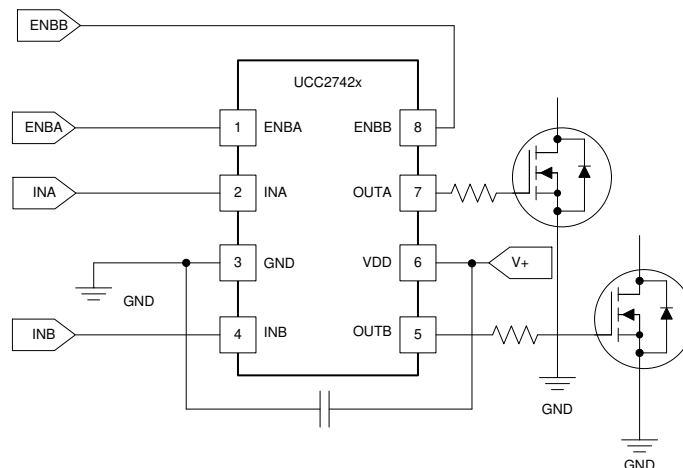 ENBB
UCC2742x
ENBA
1
ENBA
ENBB
8
INA
2
INA
OUTA
7
3
GND
VDD
6
V+
GND
INB
4
INB
OUTB
5
GND
GND